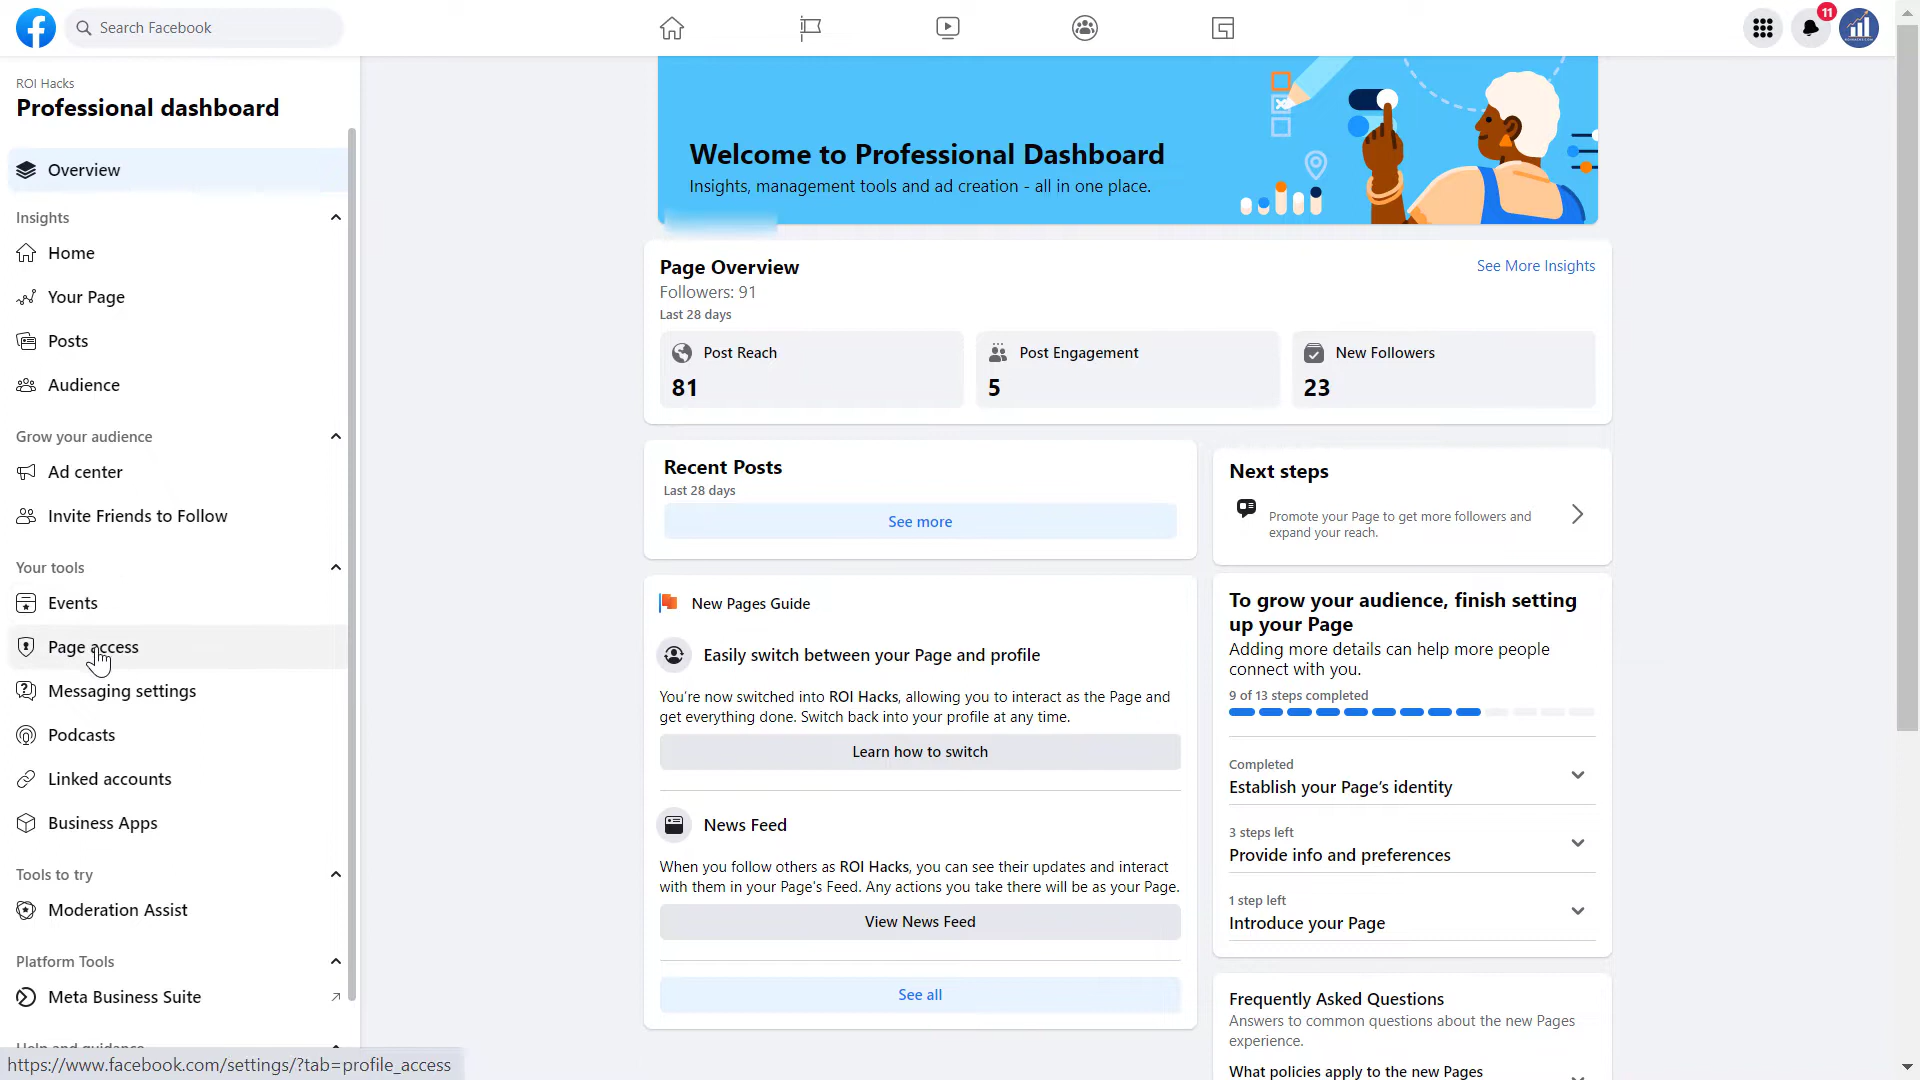 Search Facebook
11
ROI Hacks
Professional dashboard
Overview
Insights
Home
Your Page
Posts
Audience
Grow your audience
Ad center
Invite Friends to Follow
Your tools
Events
Page access
Messaging settings
Podcasts
Linked accounts
Business Apps
Tools to try
Moderation Assist
Platform Tools
Meta Business Suite
Help and guidance
https://www.facebook.com/settings/?tab=profile_access
Welcome to Professional Dashboard
Insights, management tools and ad creation - all in one place.
Page Overview
See More Insights
Followers: 91
Last 28 days
Post Reach
81
Post Engagement
5
New Followers
23
Recent Posts
Last 28 days
See more
New Pages Guide
Easily switch between your Page and profile
You're now switched into ROI Hacks, allowing you to interact as the Page and
get everything done. Switch back into your profile at any time.
Learn how to switch
News Feed
When you follow others as ROI Hacks, you can see their updates and interact
with them in your Page's Feed. Any actions you take there will be as your Page.
View News Feed
See all
Next steps
Promote your Page to get more followers and
expand your reach.
To grow your audience, finish setting
up your Page
Adding more details can help more people
connect with you.
9 of 13 steps completed
Completed
Establish your Page's identity
3 steps left
Provide info and preferences
1 step left
Introduce your Page
Frequently Asked Questions
Answers to common questions about the new Pages
experience.
What policies apply to the new Pages